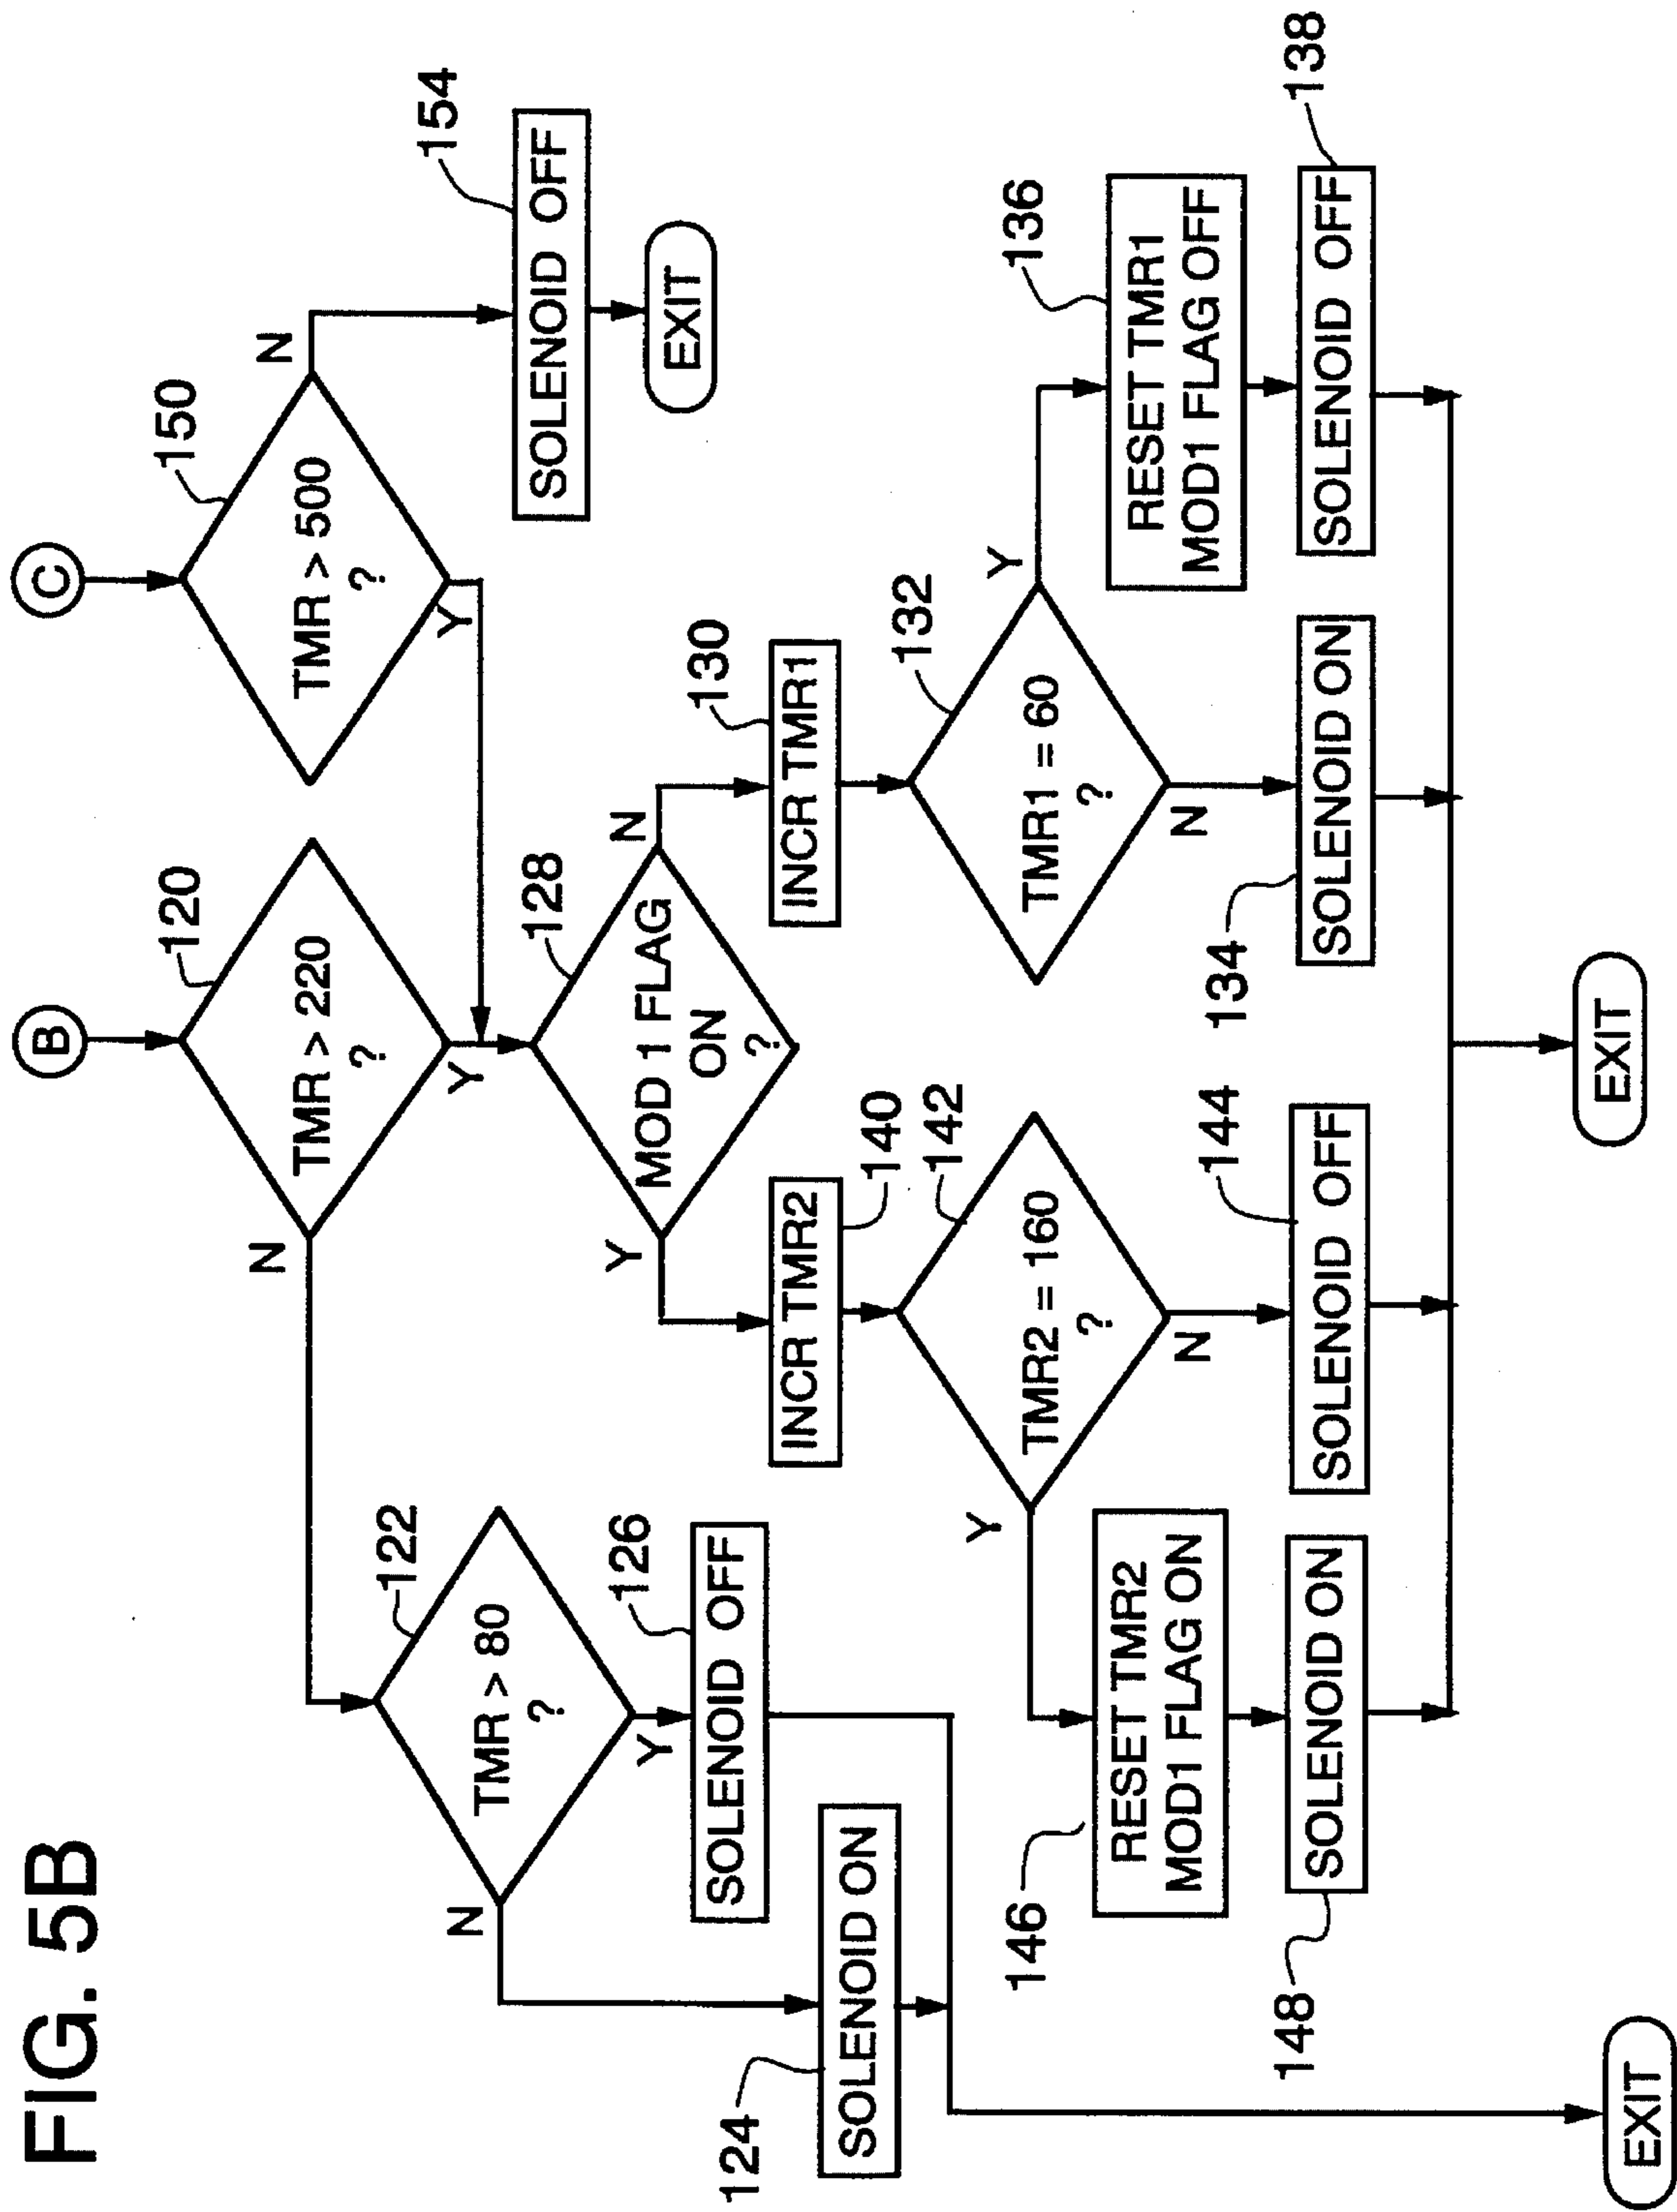 FIG. 5B
B
C
120
TMR > 220
?
N
Y
150
TMR > 500
?
N
Y
154
SOLENOID OFF
EXIT
122
TMR > 80
?
N
Y
126
SOLENOID OFF
124
SOLENOID ON
128
MOD 1 FLAG
ON
?
Y
N
140
INCR TMR2
130
INCR TMR1
142
TMR2 = 160
?
Y
N
132
TMR1 = 60
?
Y
N
146
RESET TMR2
MOD1 FLAG ON
136
RESET TMR1
MOD1 FLAG OFF
148
SOLENOID ON
144
SOLENOID OFF
134
SOLENOID ON
138
SOLENOID OFF
EXIT
EXIT